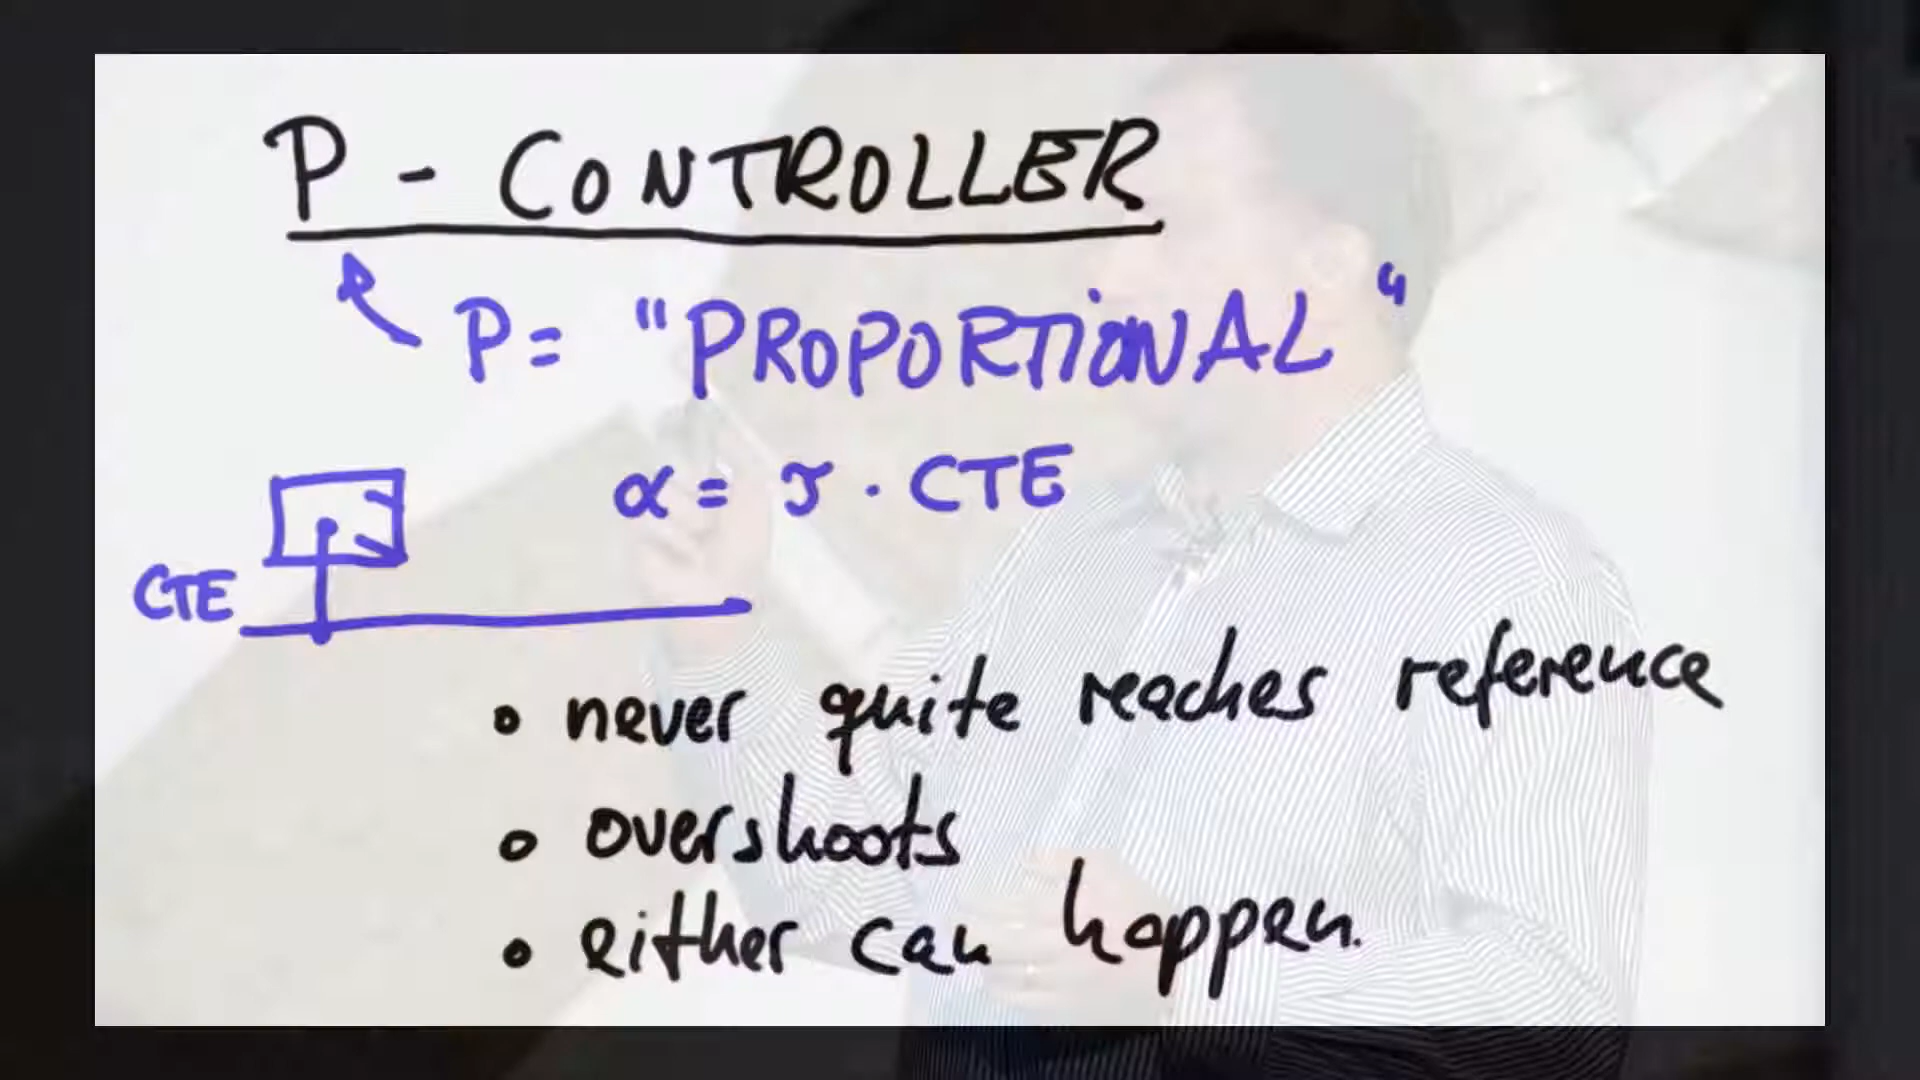 P - CONTROLLER
P = "PROPORTIONAL"
α = τ · CTE
CTE
• never quite reaches reference
• overshoots
• either can happen.